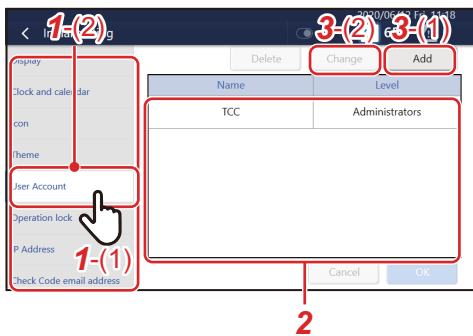 2020/06/12 Fri 11:18
1-(2)
3-(2)
3-(1)
Display
Delete
Change
Add
Clock and calendar
Name
Level
Icon
TCC
Administrators
Theme
User Account
Operation lock
IP Address
1-(1)
Check Code email address
Cancel
OK
2